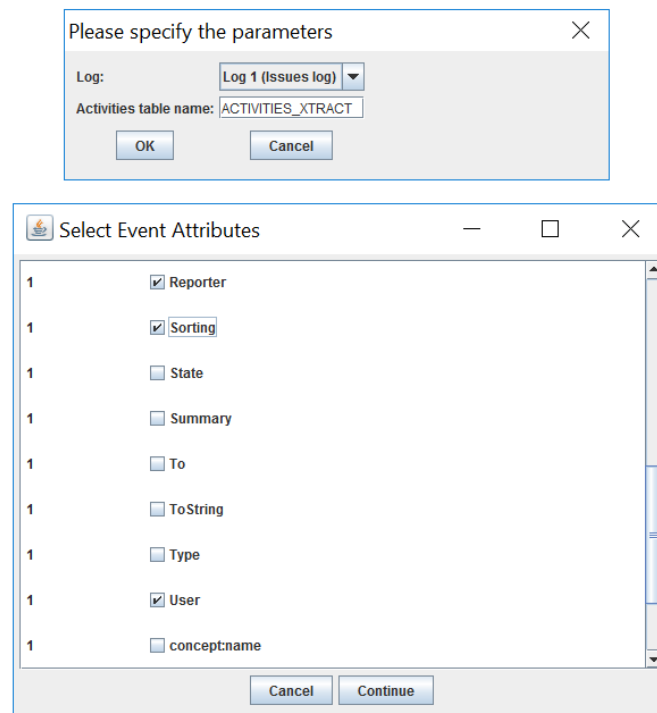 Please specify the parameters
Log: Log 1 (Issues log)
Activities table name: ACTIVITIES_XTRACT
OK Cancel
Select Event Attributes
1 Reporter
1 Sorting
1 State
1 Summary
1 To
1 ToString
1 Type
1 User
1 concept:name
Cancel Continue